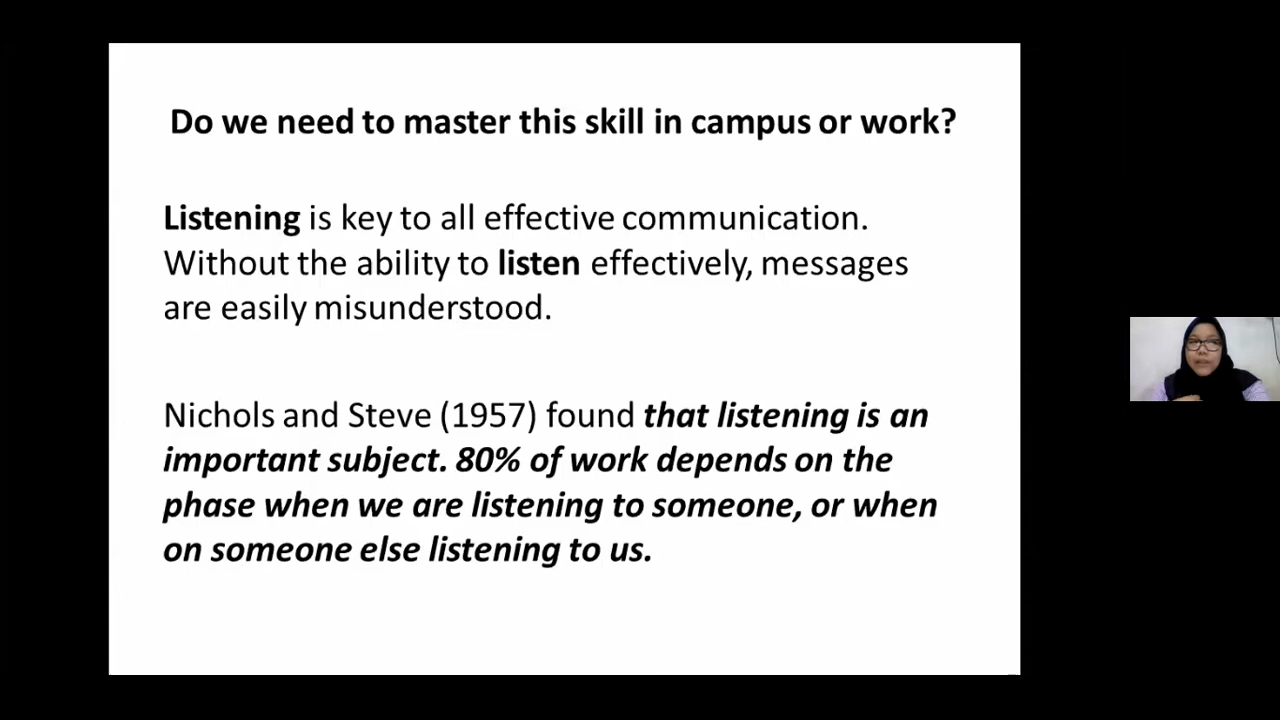 Do we need to master this skill in campus or work?
Listening is key to all effective communication.
Without the ability to listen effectively, messages
are easily misunderstood.
Nichols and Steve (1957) found that listening is an
important subject. 80% of work depends on the
phase when we are listening to someone, or when
on someone else listening to us.